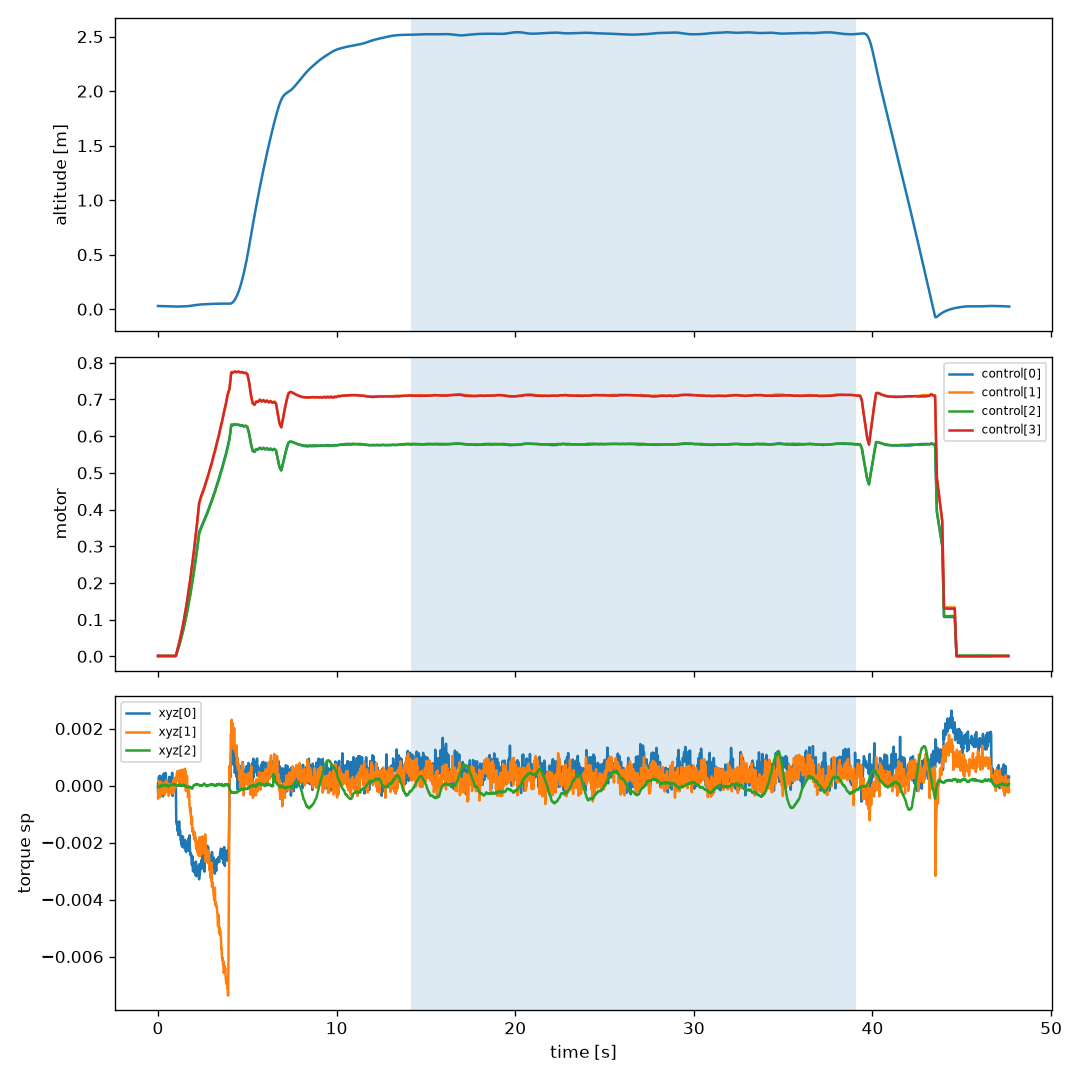 2.5
2.0
1.5
1.0
0.5
0.0
altitude [m]
0.8
0.7
0.6
0.5
0.4
0.3
0.2
0.1
0.0
motor
control[0]
control[1]
control[2]
control[3]
0.002
0.000
−0.002
−0.004
−0.006
torque sp
xyz[0]
xyz[1]
xyz[2]
0 10 20 30 40 50
time [s]